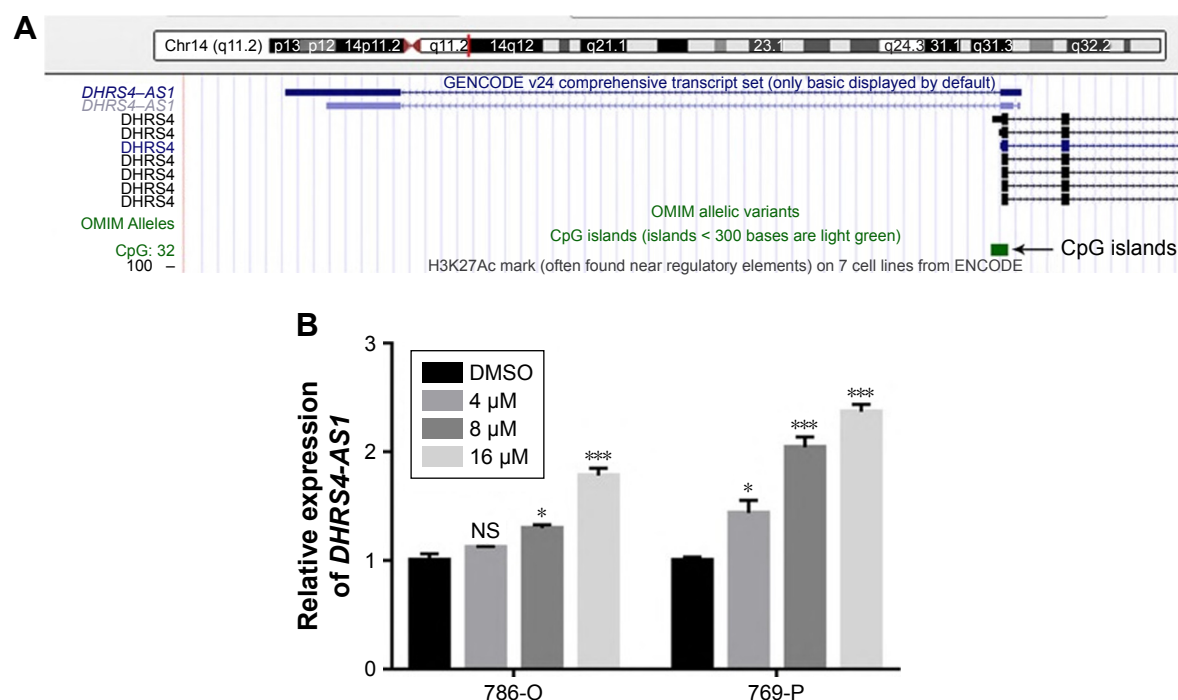 A
Chr14 (q11.2) p13 p12 14p11.2 q11.2 14q12 q21.1 23.1 q24.3 31.1 q31.3 q32.2
GENCODE v24 comprehensive transcript set (only basic displayed by default)
DHRS4–AS1
DHRS4–AS1
DHRS4
DHRS4
DHRS4
DHRS4
DHRS4
DHRS4
DHRS4
OMIM allelic variants
OMIM Alleles
CpG islands (islands < 300 bases are light green)
CpG: 32
CpG islands
100
H3K27Ac mark (often found near regulatory elements) on 7 cell lines from ENCODE
B
Relative expression
of DHRS4-AS1
3
2
1
0
DMSO
4 µM
8 µM
16 µM
NS
*
***
*
***
***
786-O
769-P